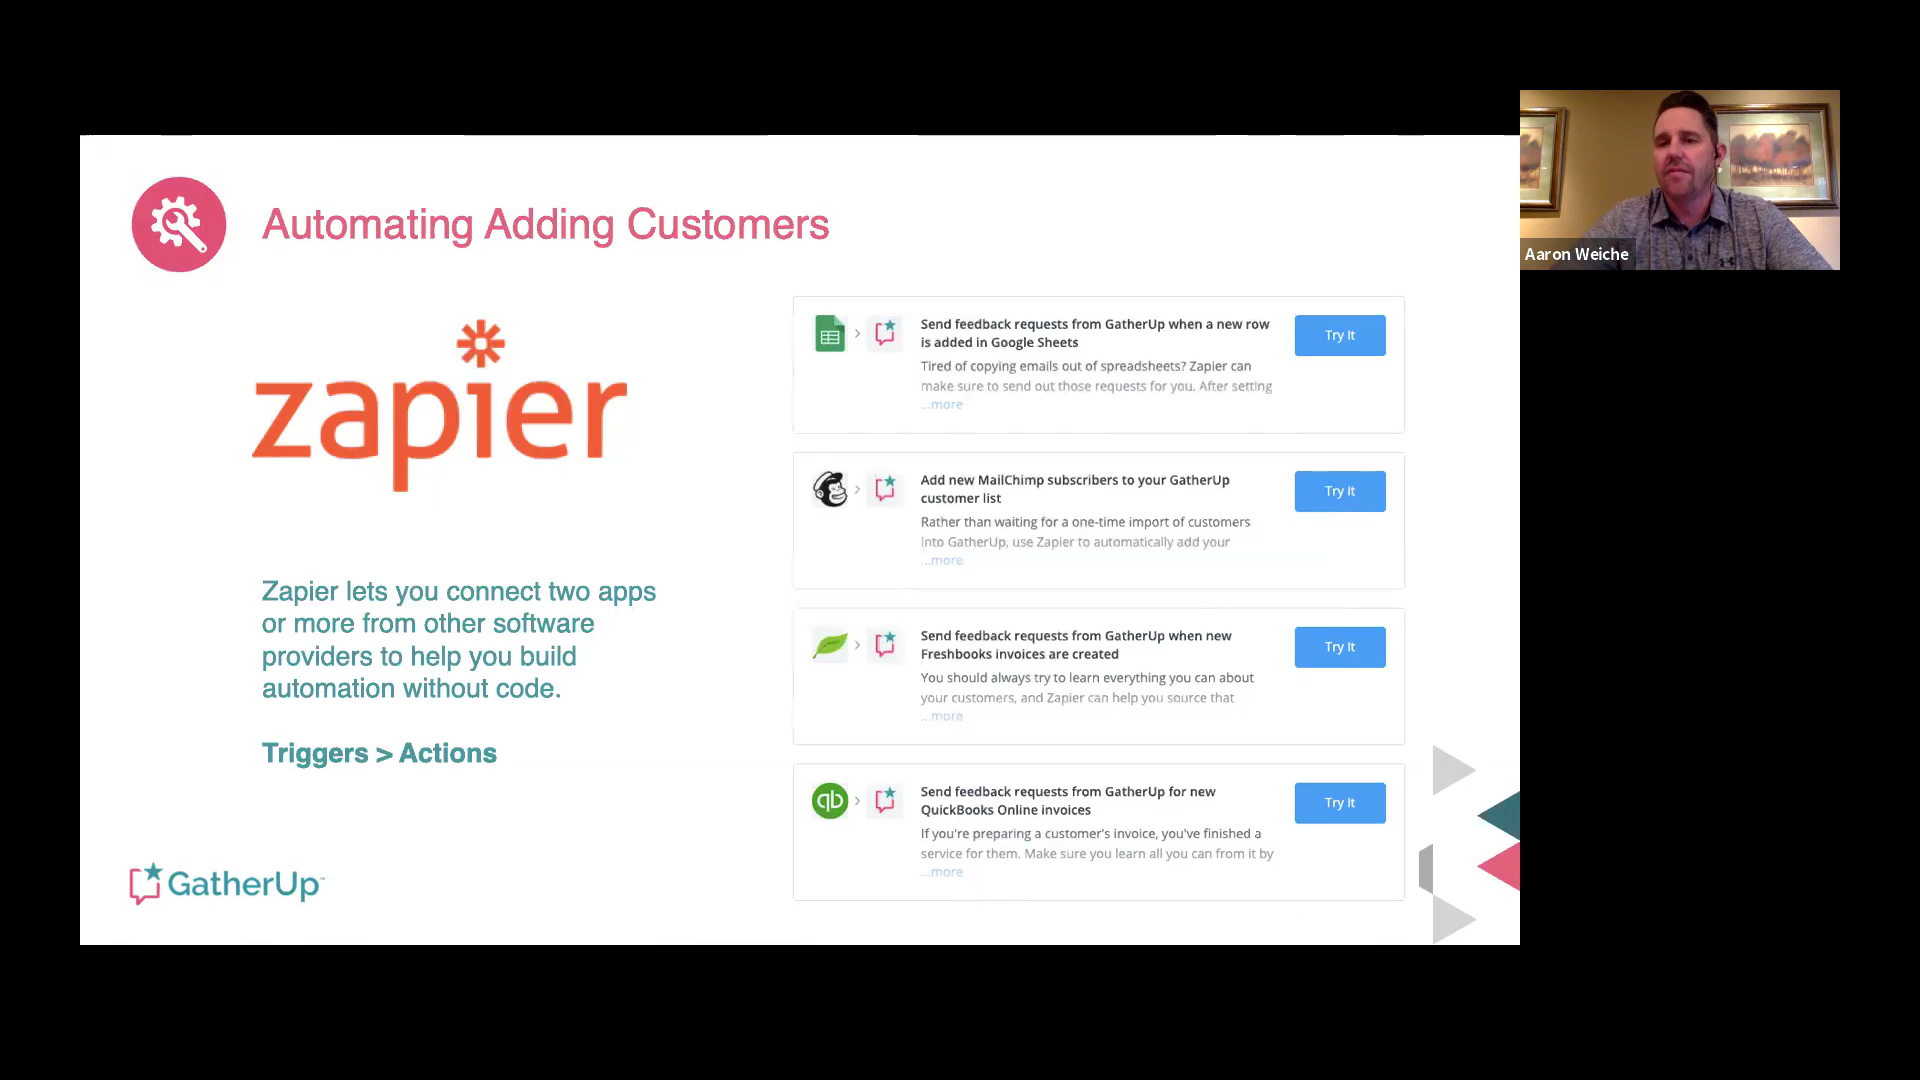 Automating Adding Customers
zapier
Zapier lets you connect two apps
or more from other software
providers to help you build
automation without code.
Triggers > Actions
GatherUp™
Send feedback requests from GatherUp when a new row
is added in Google Sheets
Tired of copying emails out of spreadsheets? Zapier can
make sure to send out those requests for you. After setting
...more
Try It
Add new MailChimp subscribers to your GatherUp
customer list
Rather than waiting for a one-time import of customers
into GatherUp, use Zapier to automatically add your
...more
Try It
Send feedback requests from GatherUp when new
Freshbooks invoices are created
You should always try to learn everything you can about
your customers, and Zapier can help you source that
...more
Try It
qb
Send feedback requests from GatherUp for new
QuickBooks Online invoices
If you're preparing a customer's invoice, you've finished a
service for them. Make sure you learn all you can from it by
...more
Try It
Aaron Weiche